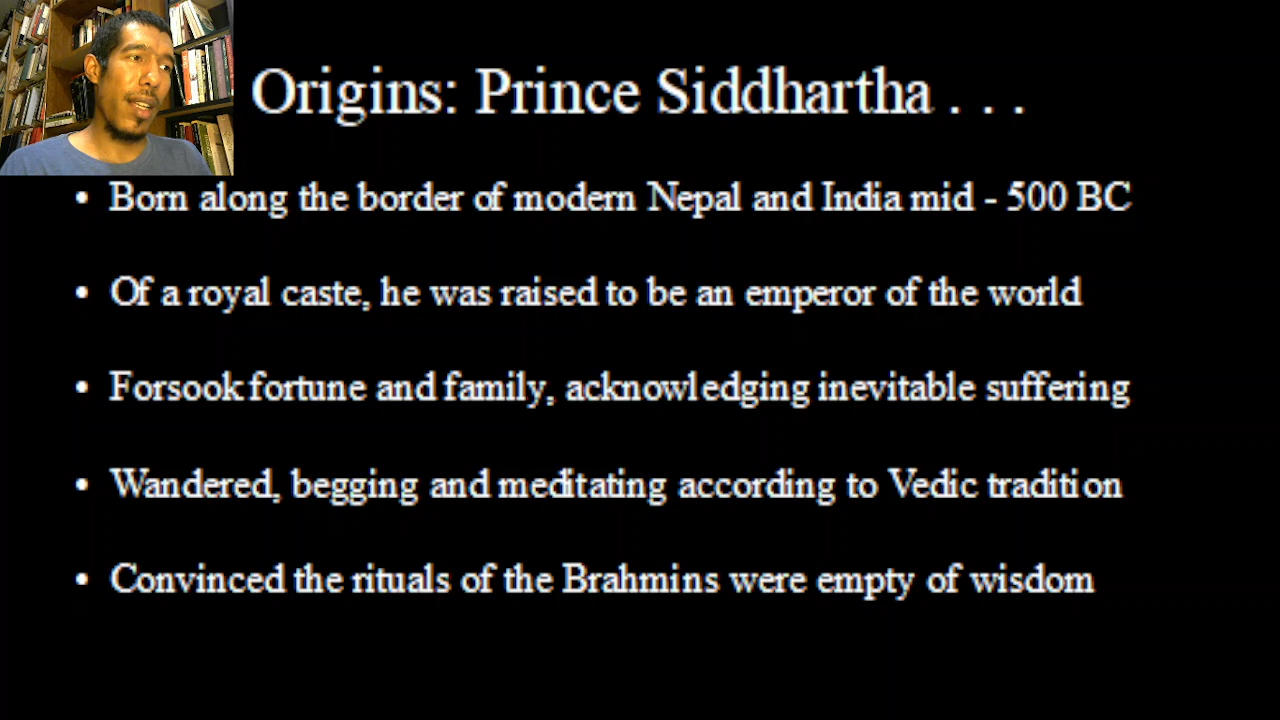 Origins: Prince Siddhartha . . .
• Born along the border of modern Nepal and India mid - 500 BC
• Of a royal caste, he was raised to be an emperor of the world
• Forsook fortune and family, acknowledging inevitable suffering
• Wandered, begging and meditating according to Vedic tradition
• Convinced the rituals of the Brahmins were empty of wisdom